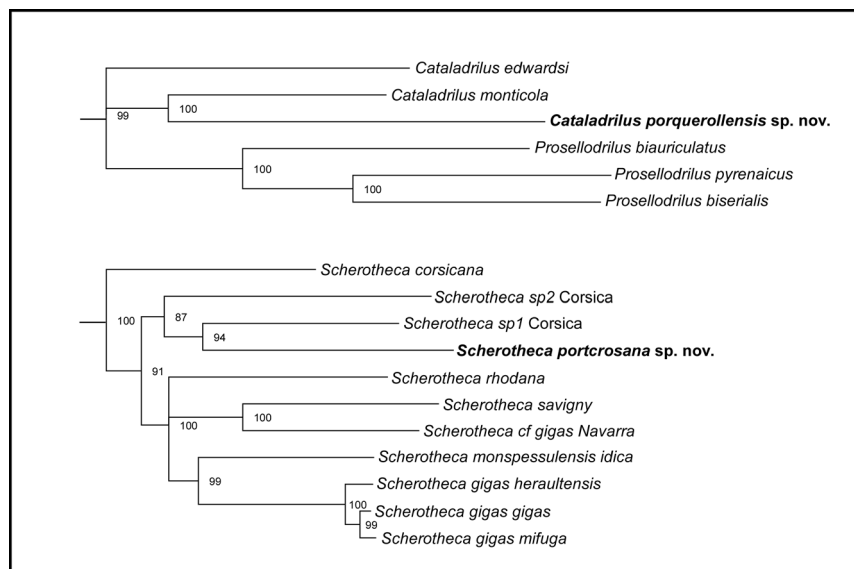 Cataladrilus edwardsi
Cataladrilus monticola
100
99
Cataladrilus porquerollensis sp. nov.
Prosellodrilus biauriculatus
100
Prosellodrilus pyrenaicus
100
Prosellodrilus biserialis
Scherotheca corsicana
Scherotheca sp2 Corsica
87
100
Scherotheca sp1 Corsica
94
Scherotheca portcrosana sp. nov.
91
Scherotheca rhodana
Scherotheca savigny
100
100
Scherotheca cf gigas Navarra
Scherotheca monspessulensis idica
99
Scherotheca gigas heraultensis
100
Scherotheca gigas gigas
99
Scherotheca gigas mifuga